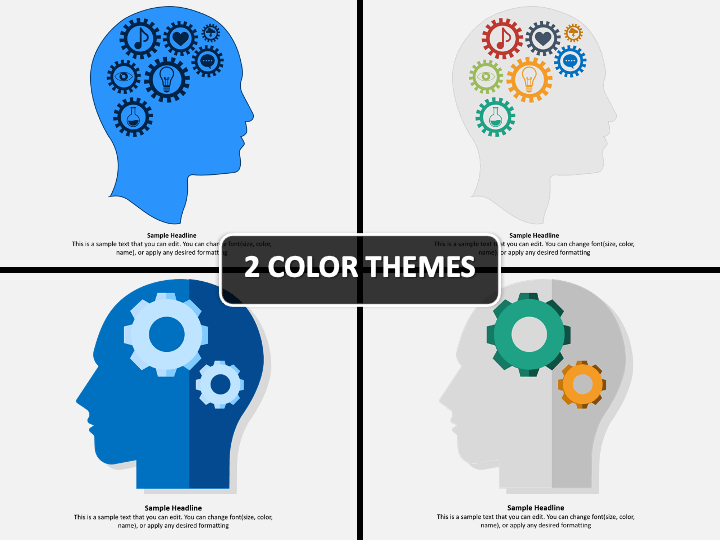 Sample Headline
This is a sample text that you can edit. You can change font(size, color,
name), or apply any desired formatting
Sample Headline
This is a sample text that you can edit. You can change font(size, color,
name), or apply any desired formatting
2 COLOR THEMES
Sample Headline
This is a sample text that you can edit. You can change font(size, color,
name), or apply any desired formatting
Sample Headline
This is a sample text that you can edit. You can change font(size, color,
name), or apply any desired formatting